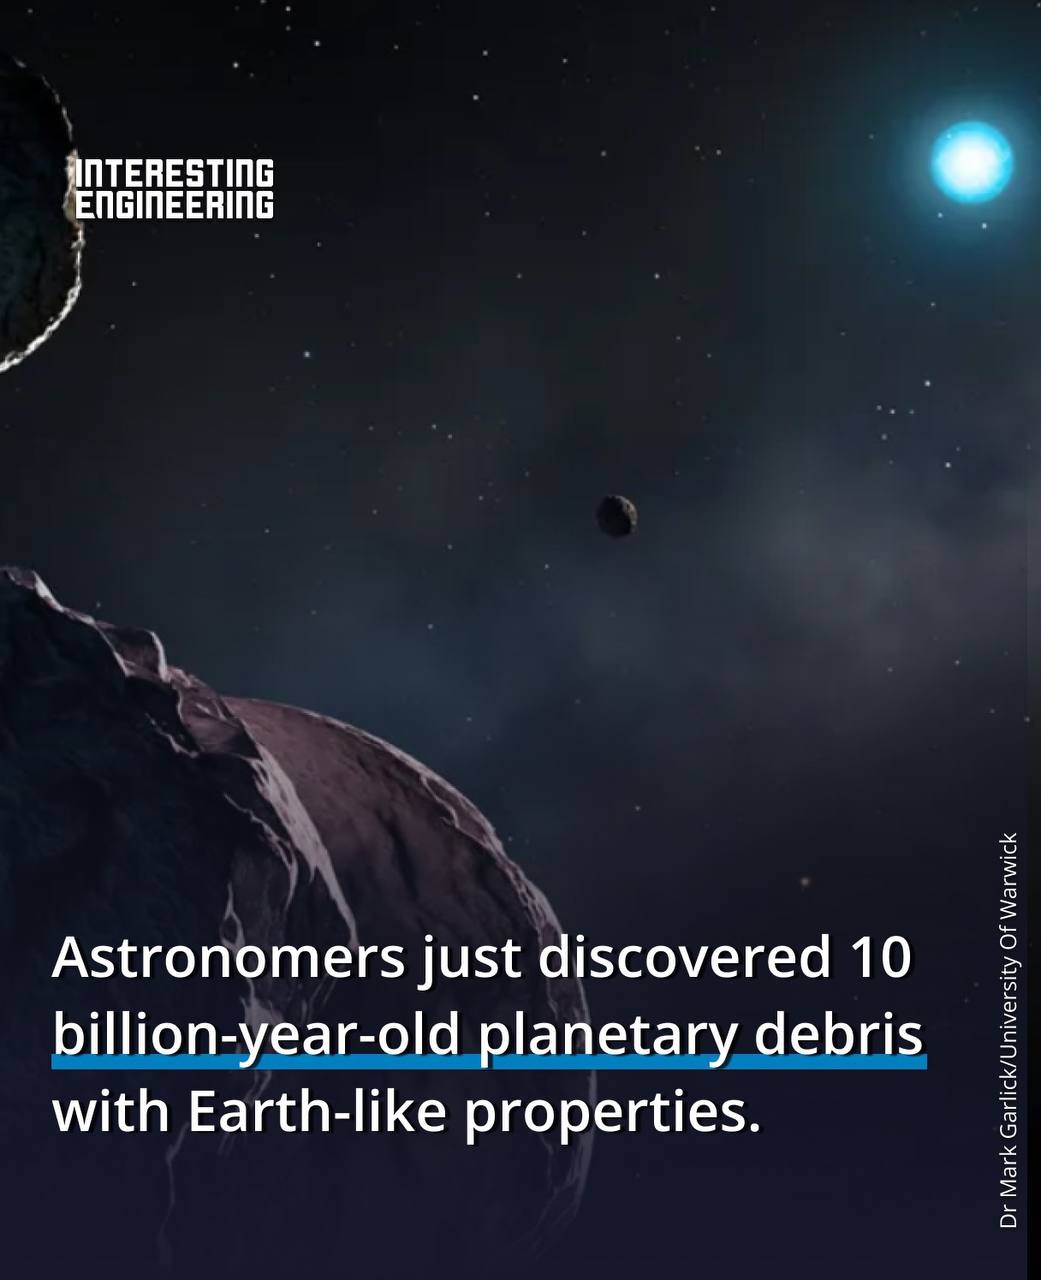 INTERESTING
ENGINEERING
Astronomers just discovered 10
billion-year-old planetary debris
with Earth-like properties.
Dr Mark Garlick/University Of Warwick